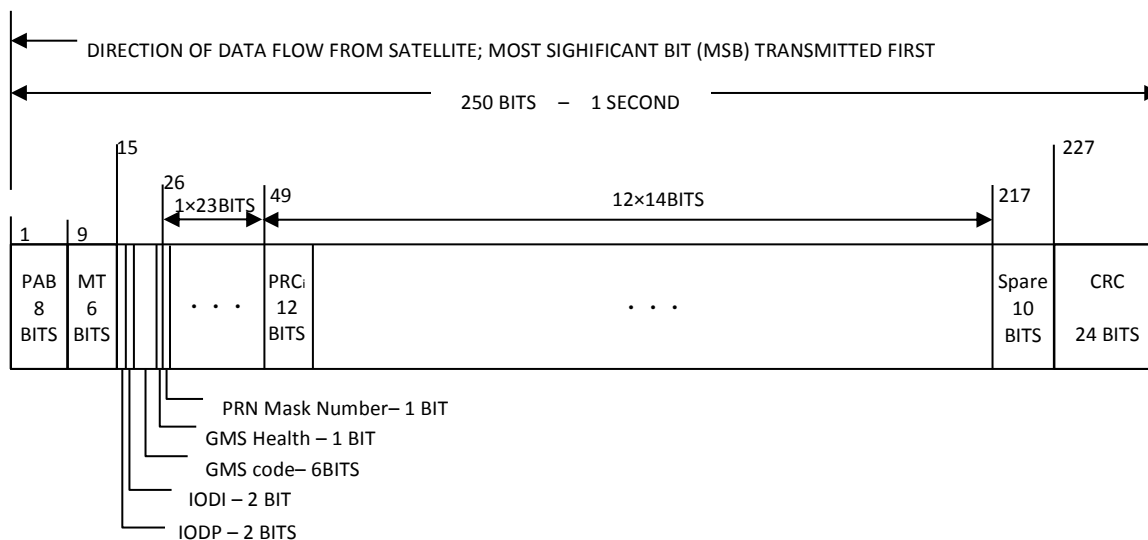 DIRECTION OF DATA FLOW FROM SATELLITE; MOST SIGHIFICANT BIT (MSB) TRANSMITTED FIRST
250 BITS – 1 SECOND
15
227
26
49
217
1×23BITS
12×14BITS
1
9
PAB
8
BITS
MT
6
BITS
. . .
PRCi
12
BITS
. . .
Spare
10
BITS
CRC
24 BITS
PRN Mask Number– 1 BIT
GMS Health – 1 BIT
GMS code– 6BITS
IODI – 2 BIT
IODP – 2 BITS